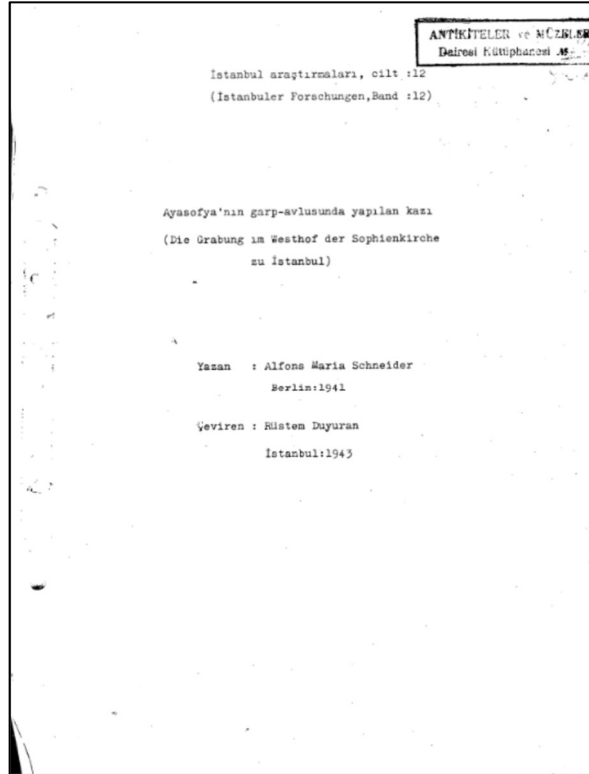 ANTİKİTELER ve MÜZELER
Dairesi Kütüphanesi
İstanbul araştırmaları, cilt :12
(İstanbuler Forschungen,Band :12)
Ayasofya'nın garp-avlusunda yapılan kazı
(Die Grabung im Westhof der Sophienkirche
zu İstanbul)
Yazan : Alfons Maria Schneider
Berlin:1941
Çeviren : Rüstem Duyuran
İstanbul:1943